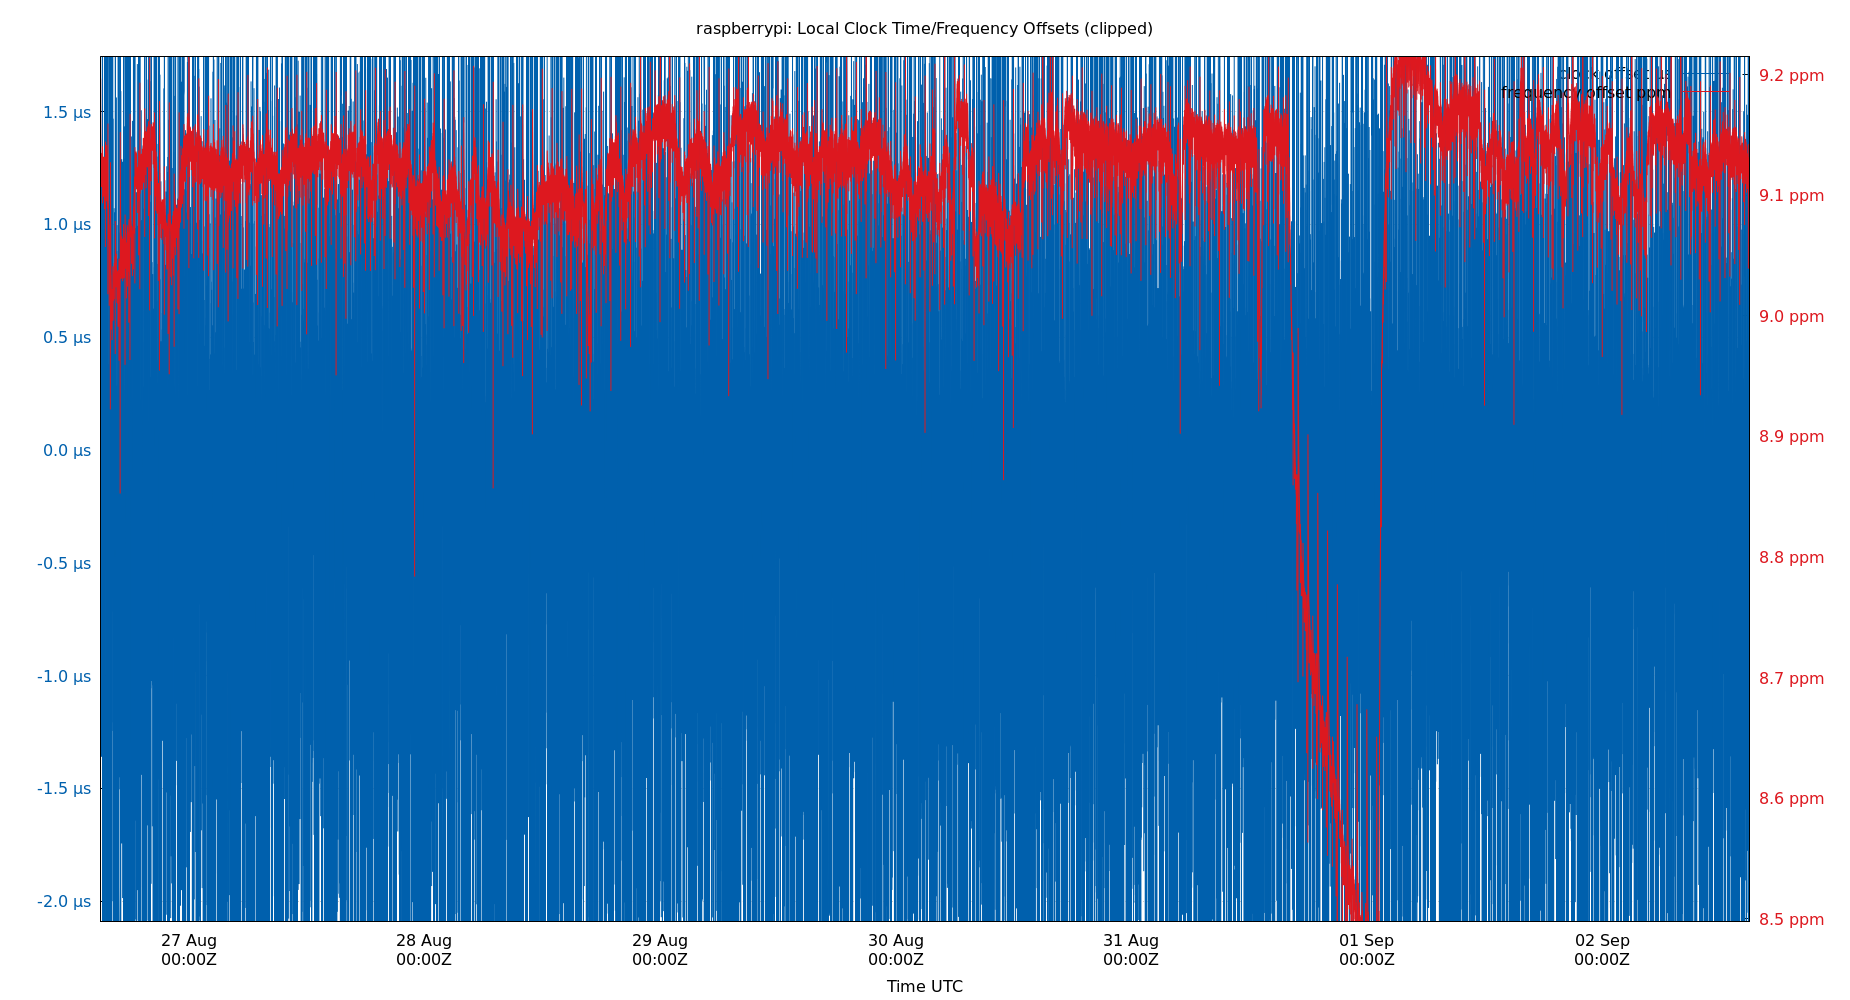 raspberrypi: Local Clock Time/Frequency Offsets (clipped)
clock offset µs
frequency offset ppm
1.5 µs
1.0 µs
0.5 µs
0.0 µs
-0.5 µs
-1.0 µs
-1.5 µs
-2.0 µs
9.2 ppm
9.1 ppm
9.0 ppm
8.9 ppm
8.8 ppm
8.7 ppm
8.6 ppm
8.5 ppm
27 Aug
00:00Z
28 Aug
00:00Z
29 Aug
00:00Z
30 Aug
00:00Z
31 Aug
00:00Z
01 Sep
00:00Z
02 Sep
00:00Z
Time UTC